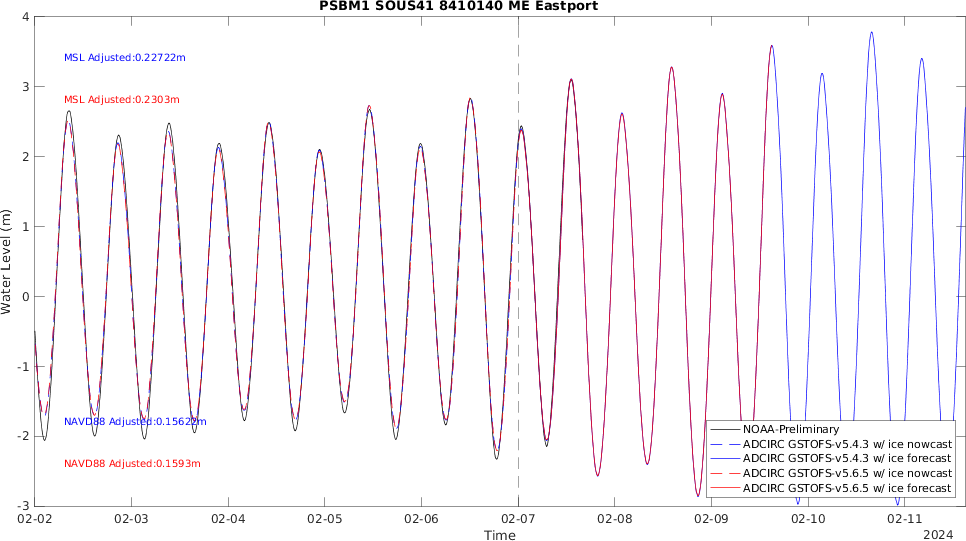 PSBM1 SOUS41 8410140 ME Eastport
4
3
2
1
0
-1
-2
-3
Water Level (m)
MSL Adjusted:0.22722m
MSL Adjusted:0.2303m
NAVD88 Adjusted:0.15622m
NAVD88 Adjusted:0.1593m
NOAA-Preliminary
ADCIRC GSTOFS-v5.4.3 w/ ice nowcast
ADCIRC GSTOFS-v5.4.3 w/ ice forecast
ADCIRC GSTOFS-v5.6.5 w/ ice nowcast
ADCIRC GSTOFS-v5.6.5 w/ ice forecast
02-02 02-03 02-04 02-05 02-06 02-07 02-08 02-09 02-10 02-11
Time
2024